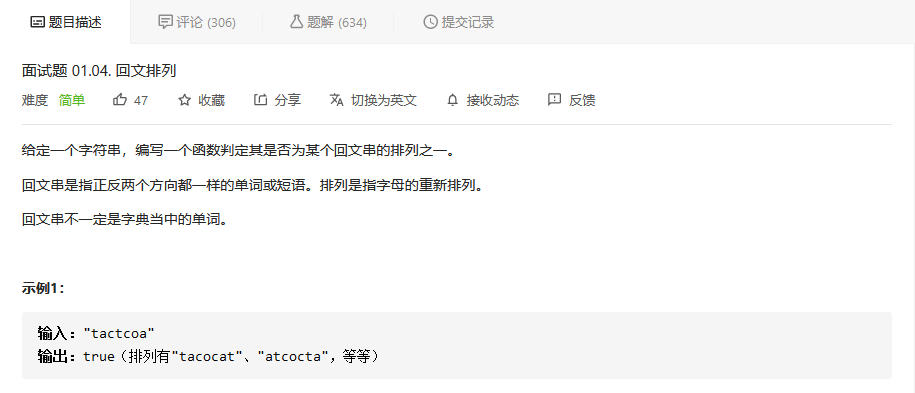 题目描述 评论 (306) 题解 (634) 提交记录
面试题 01.04. 回文排列
难度 简单 47 收藏 分享 切换为英文 接收动态 反馈
给定一个字符串，编写一个函数判定其是否为某个回文串的排列之一。
回文串是指正反两个方向都一样的单词或短语。排列是指字母的重新排列。
回文串不一定是字典当中的单词。
示例1：
输入："tactcoa"
输出：true（排列有"tacocat"、"atcocta"，等等）